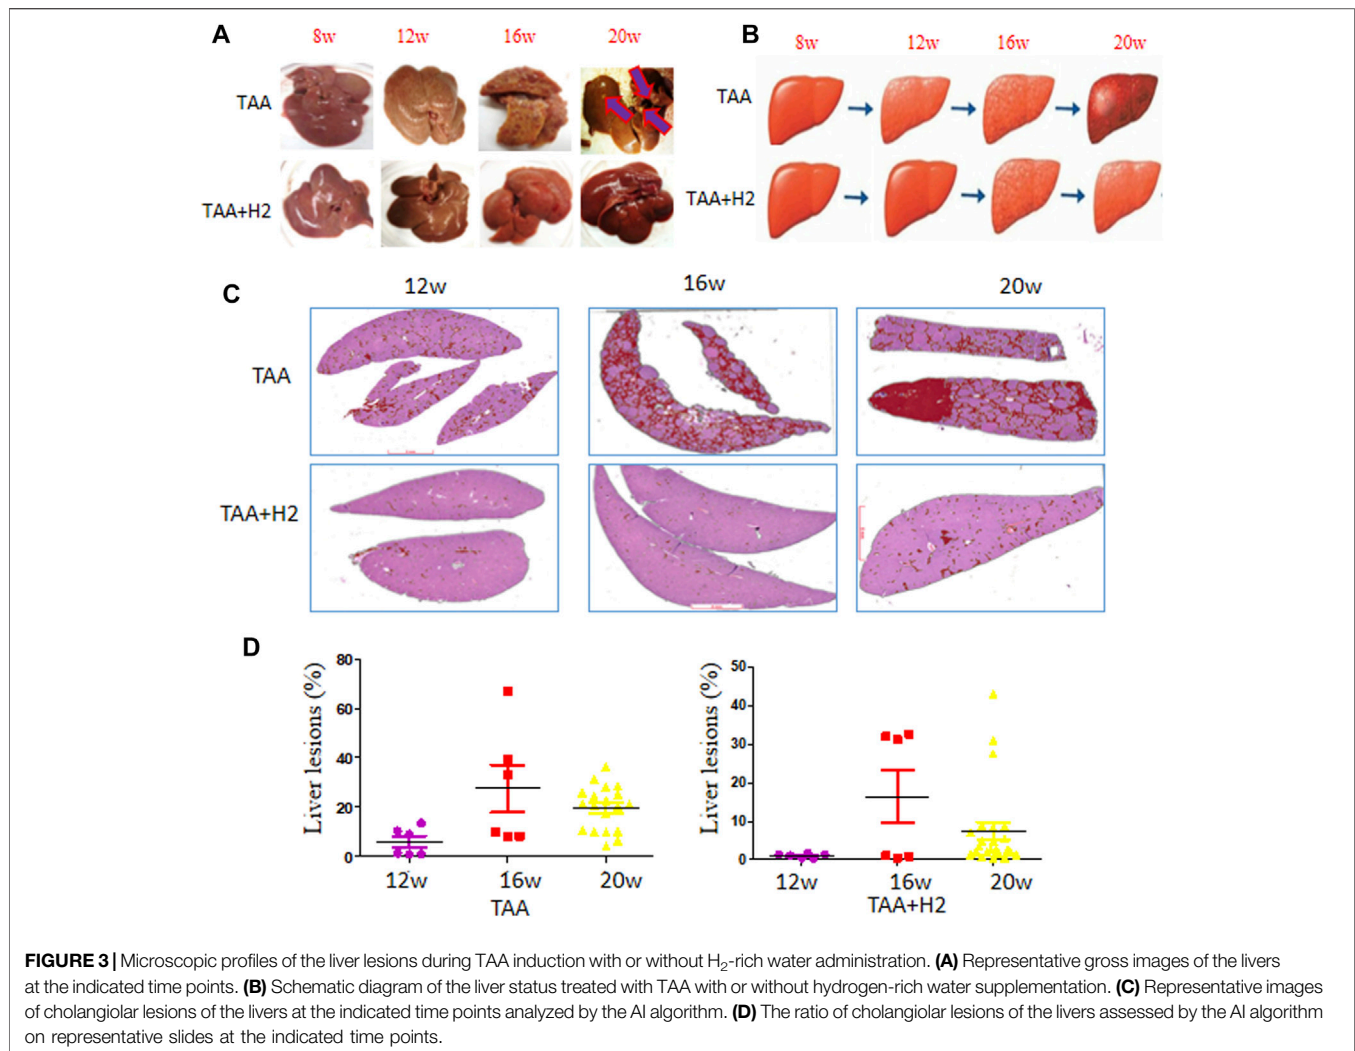 A
8w 12w 16w 20w
TAA
TAA+H2
B
8w 12w 16w 20w
TAA
TAA+H2
C
12w 16w 20w
TAA
TAA+H2
D
Liver lesions (%)
80
60
40
20
0
12w 16w 20w
TAA
Liver lesions (%)
50
40
30
20
10
0
12w 16w 20w
TAA+H2
FIGURE 3 | Microscopic profiles of the liver lesions during TAA induction with or without H2-rich water administration. (A) Representative gross images of the livers
at the indicated time points. (B) Schematic diagram of the liver status treated with TAA with or without hydrogen-rich water supplementation. (C) Representative images
of cholangiolar lesions of the livers at the indicated time points analyzed by the AI algorithm. (D) The ratio of cholangiolar lesions of the livers assessed by the AI algorithm
on representative slides at the indicated time points.